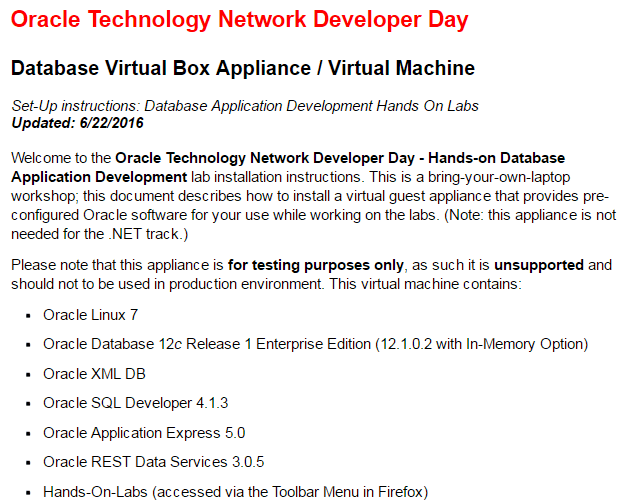 Oracle Technology Network Developer Day
Database Virtual Box Appliance / Virtual Machine
Set-Up instructions: Database Application Development Hands On Labs
Updated: 6/22/2016
Welcome to the Oracle Technology Network Developer Day - Hands-on Database
Application Development lab installation instructions. This is a bring-your-own-laptop
workshop; this document describes how to install a virtual guest appliance that provides pre-
configured Oracle software for your use while working on the labs. (Note: this appliance is not
needed for the .NET track.)
Please note that this appliance is for testing purposes only, as such it is unsupported and
should not to be used in production environment. This virtual machine contains:
▪ Oracle Linux 7
▪ Oracle Database 12c Release 1 Enterprise Edition (12.1.0.2 with In-Memory Option)
▪ Oracle XML DB
▪ Oracle SQL Developer 4.1.3
▪ Oracle Application Express 5.0
▪ Oracle REST Data Services 3.0.5
▪ Hands-On-Labs (accessed via the Toolbar Menu in Firefox)